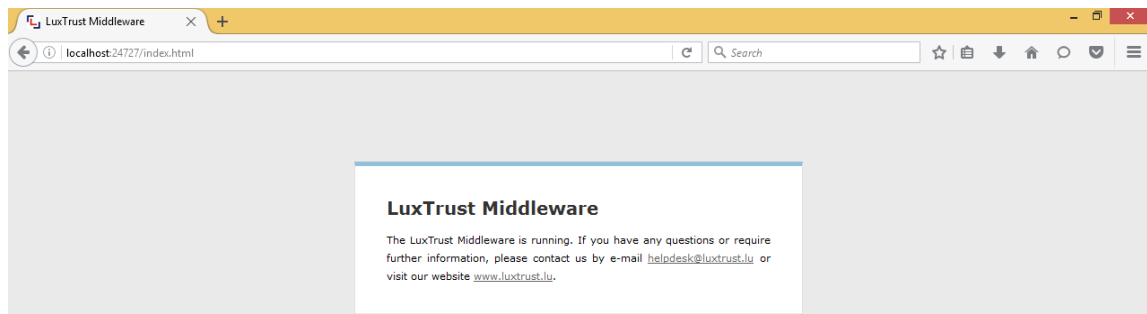 LuxTrust Middleware
localhost:24727/index.html
Search
LuxTrust Middleware
The LuxTrust Middleware is running. If you have any questions or require
further information, please contact us by e-mail helpdesk@luxtrust.lu or
visit our website www.luxtrust.lu.